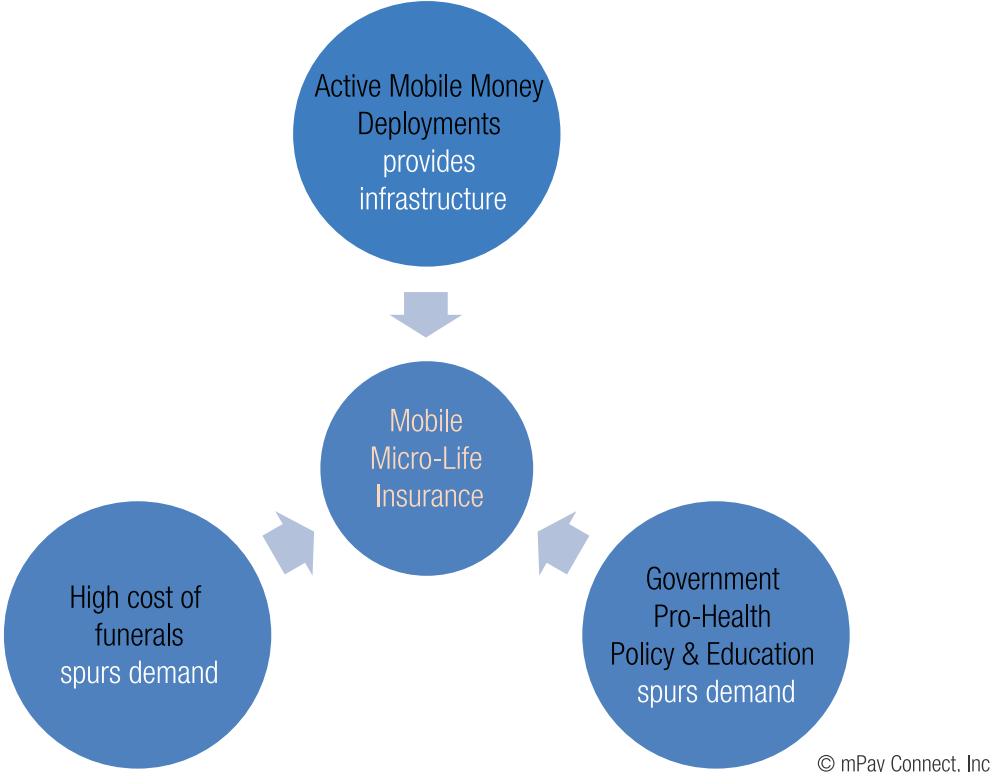 Active Mobile Money
Deployments
provides
infrastructure
Mobile
Micro-Life
Insurance
High cost of
funerals
spurs demand
Government
Pro-Health
Policy & Education
spurs demand
© mPay Connect, Inc